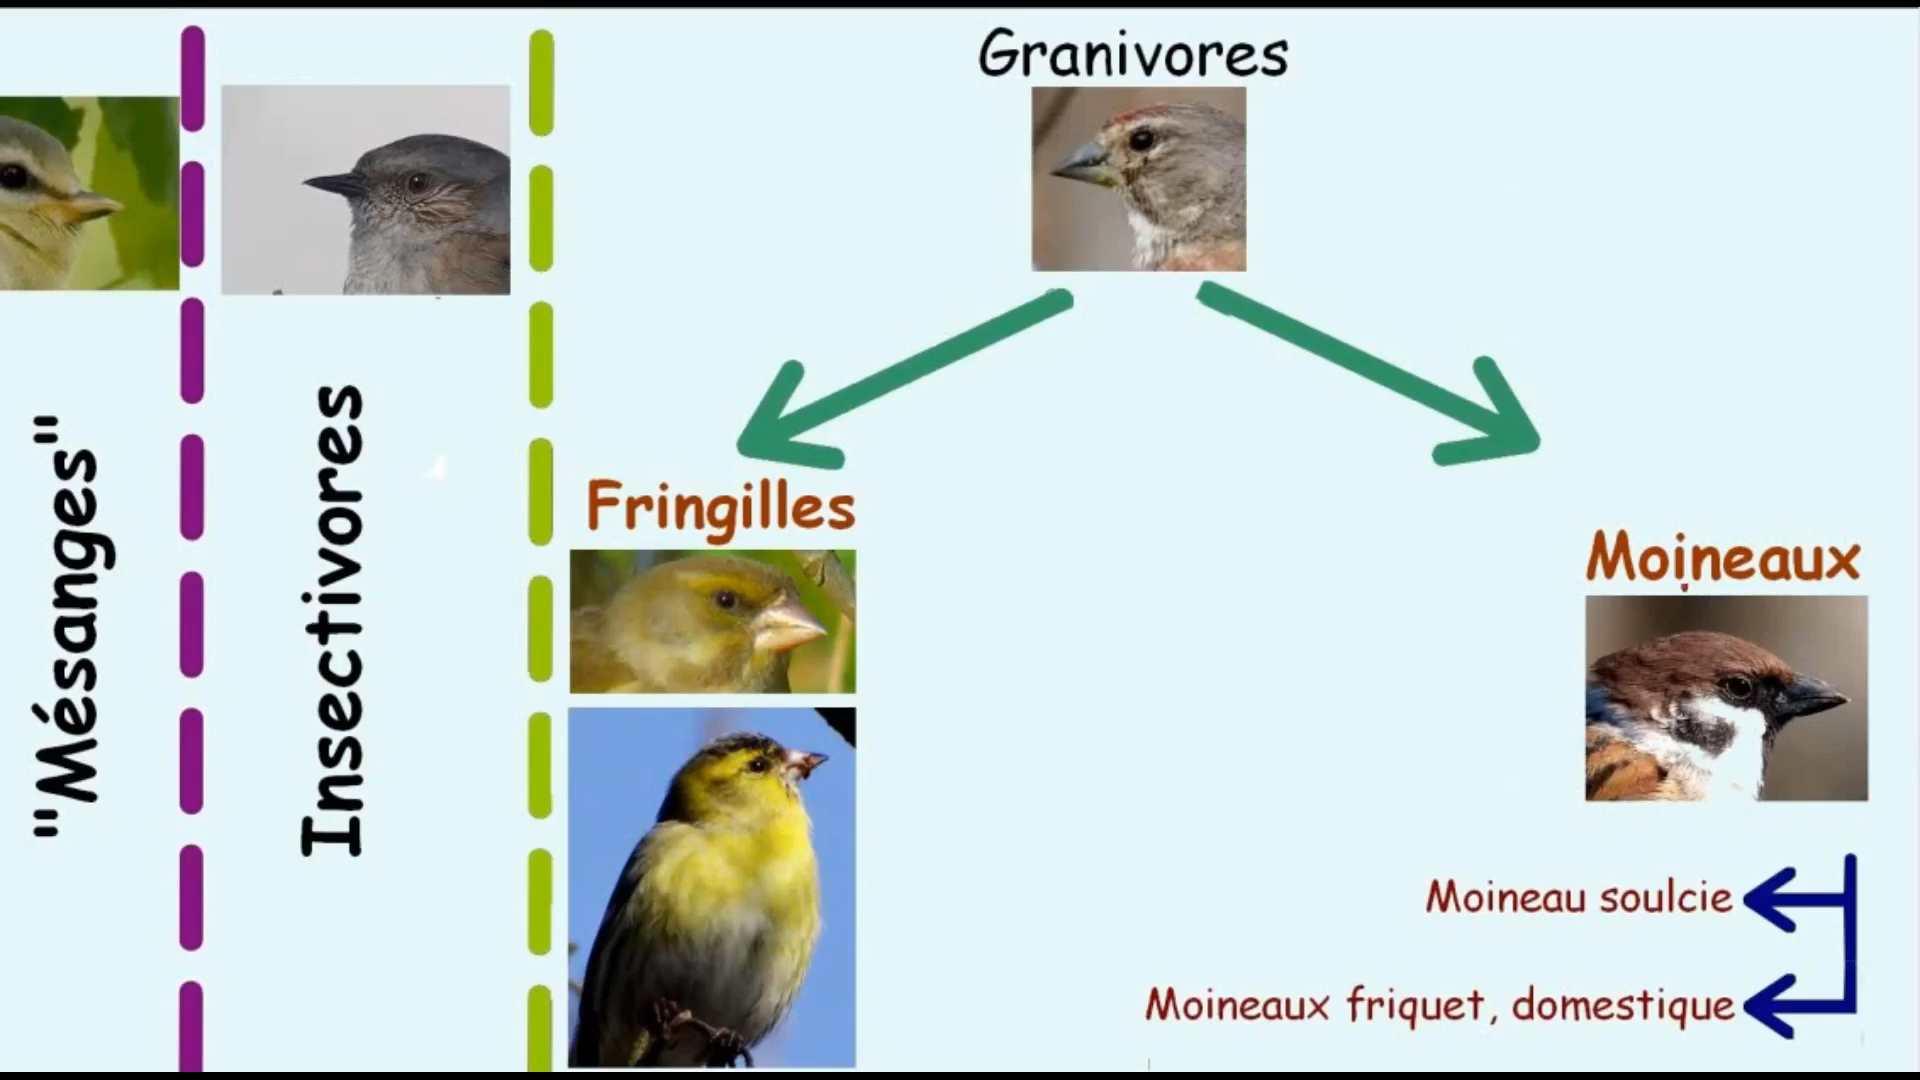 "Mésanges"
Insectivores
Granivores
Fringilles
Moineaux
Moineau soulcie
Moineaux friquet, domestique